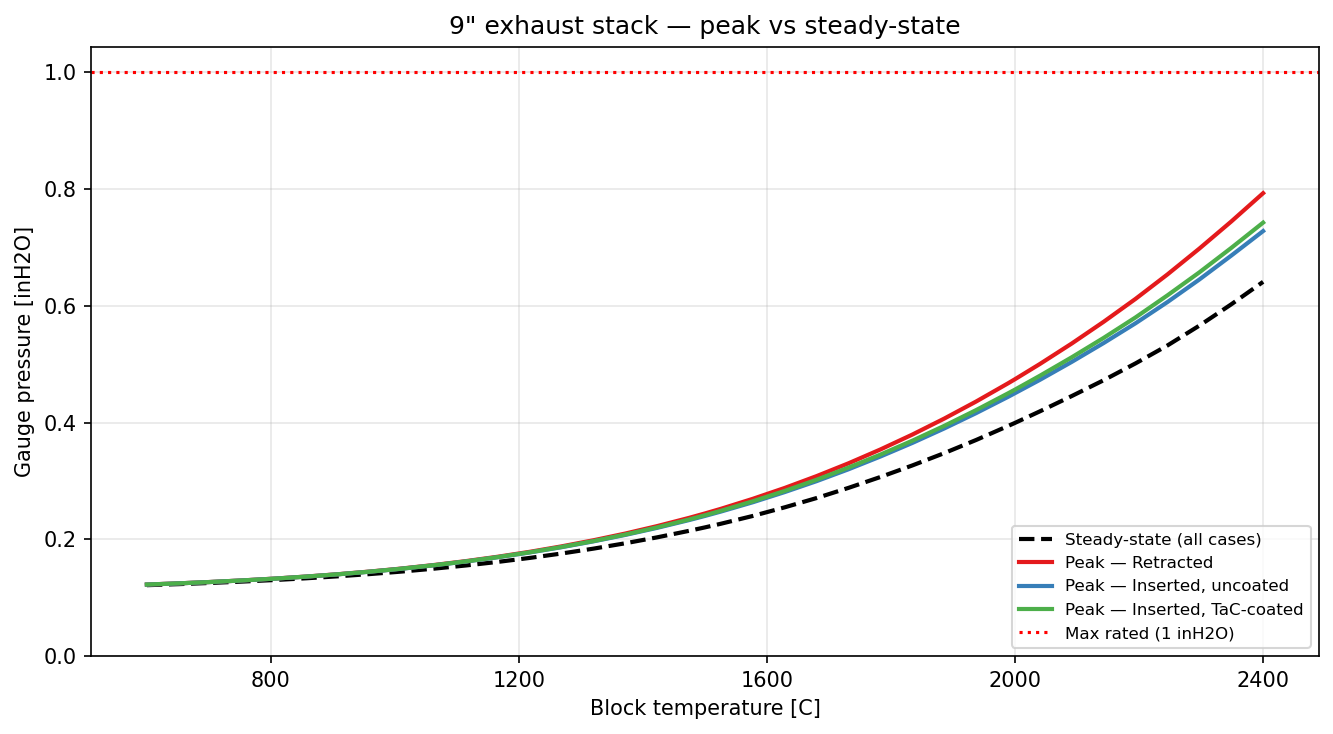 9" exhaust stack — peak vs steady-state
Gauge pressure [inH2O]
1.0
0.8
0.6
0.4
0.2
0.0
800
1200
1600
2000
2400
Block temperature [C]
Steady-state (all cases)
Peak — Retracted
Peak — Inserted, uncoated
Peak — Inserted, TaC-coated
Max rated (1 inH2O)